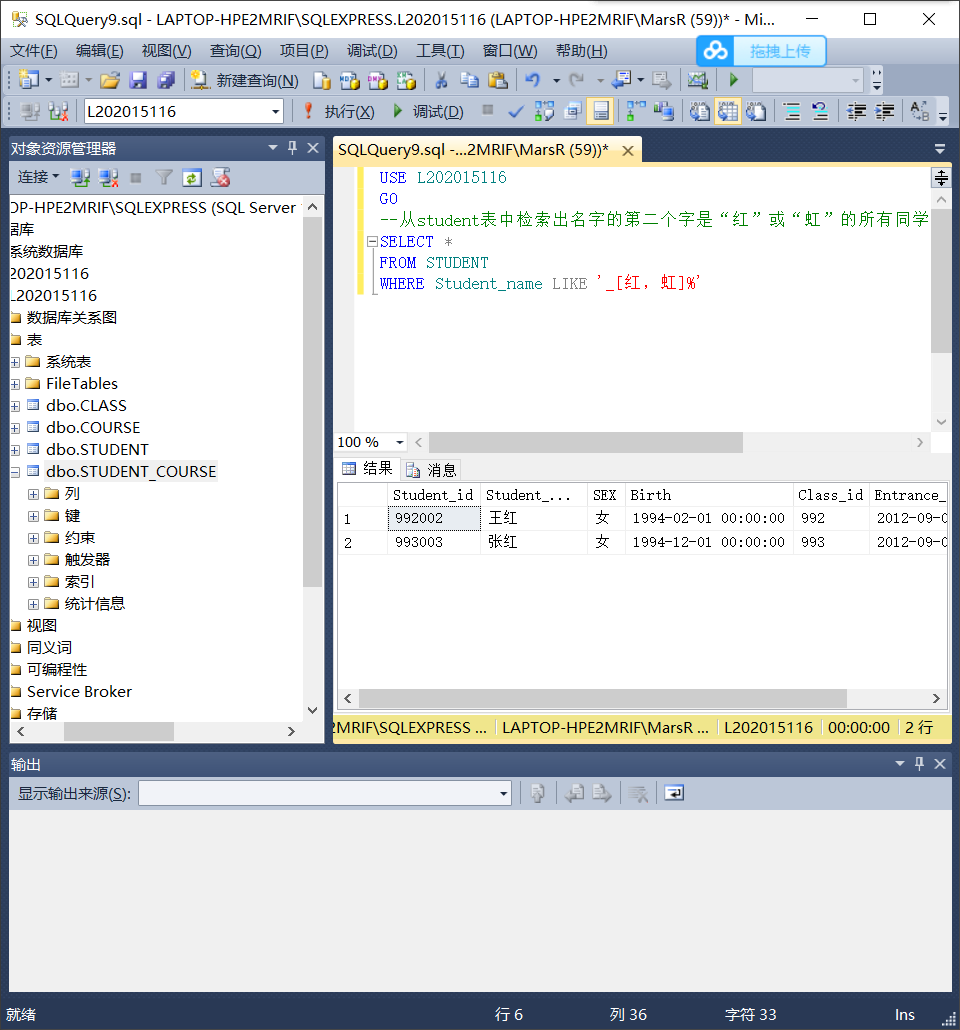 SQLQuery9.sql - LAPTOP-HPE2MRIF\SQLEXPRESS.L202015116 (LAPTOP-HPE2MRIF\MarsR (59))* - Mi...
文件(F) 编辑(E) 视图(V) 查询(Q) 项目(P) 调试(D) 工具(T) 窗口(W) 帮助(H)
拖拽上传
新建查询(N)
L202015116 执行(X) 调试(D)
对象资源管理器
连接
OP-HPE2MRIF\SQLEXPRESS (SQL Server
据库
系统数据库
202015116
L202015116
数据库关系图
表
系统表
FileTables
dbo.CLASS
dbo.COURSE
dbo.STUDENT
dbo.STUDENT_COURSE
列
键
约束
触发器
索引
统计信息
视图
同义词
可编程性
Service Broker
存储
SQLQuery9.sql -...2MRIF\MarsR (59))*
USE L202015116
GO
--从student表中检索出名字的第二个字是“红”或“虹”的所有同学
SELECT *
FROM STUDENT
WHERE Student_name LIKE '_[红，虹]%'
100 %
结果 消息
Student_id Student_... SEX Birth Class_id Entrance_
1 992002 王红 女 1994-02-01 00:00:00 992 2012-09-0
2 993003 张红 女 1994-12-01 00:00:00 993 2012-09-0
2MRIF\SQLEXPRESS ... LAPTOP-HPE2MRIF\MarsR ... L202015116 00:00:00 2 行
输出
显示输出来源(S):
就绪 行 6 列 36 字符 33 Ins